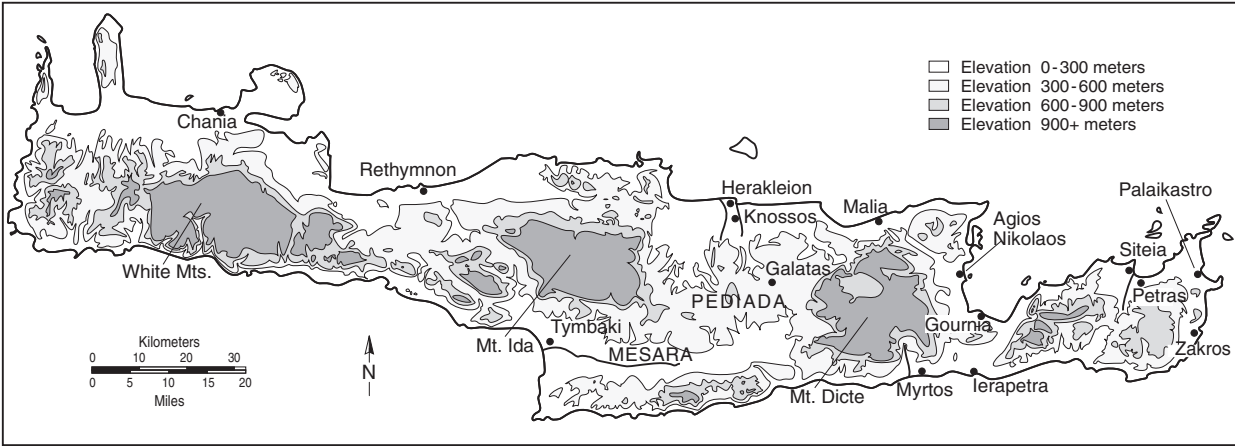 Elevation 0-300 meters
Elevation 300-600 meters
Elevation 600-900 meters
Elevation 900+ meters
Chania
Rethymnon
Herakleion
Knossos
Malia
Palaikastro
Agios
Nikolaos
Siteia
Galatas
Petras
PEDIADA
White Mts.
Gournia
Tymbaki
Mt. Ida
MESARA
Zakros
Mt. Dicte
Myrtos
Ierapetra
Kilometers
0 10 20 30
0 5 10 15 20
Miles
N